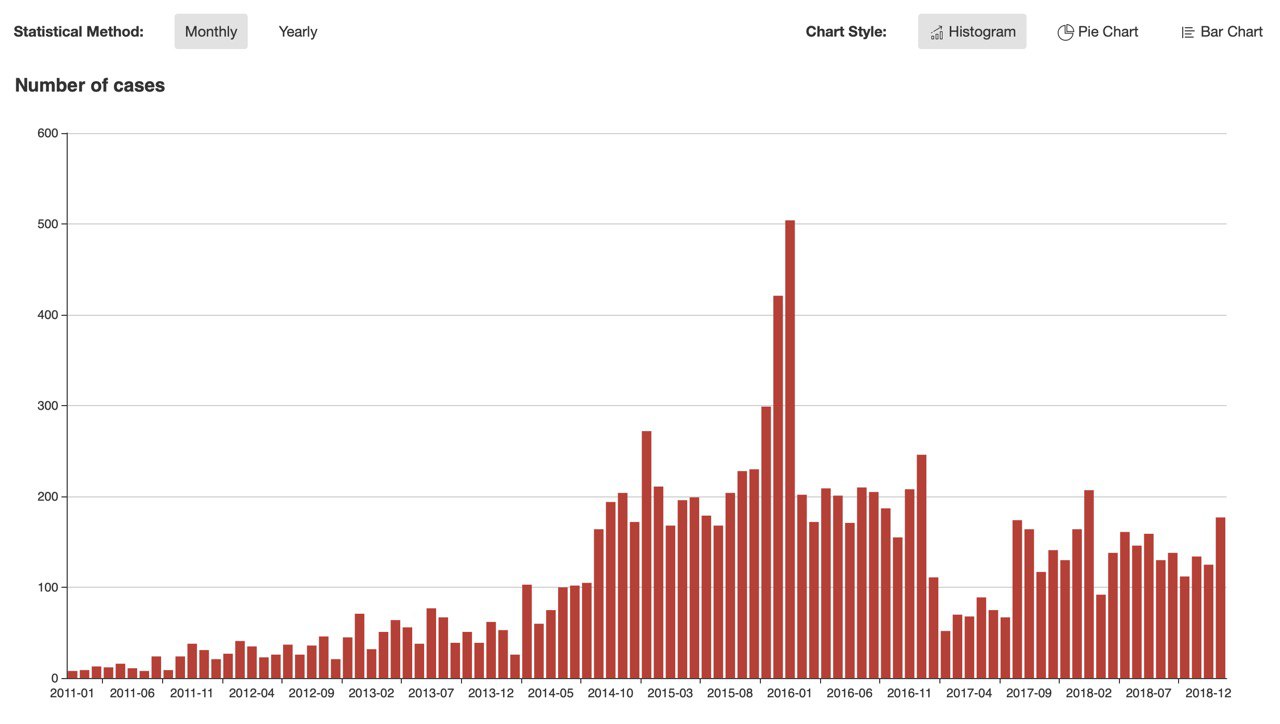 Statistical Method: Monthly Yearly Chart Style: Histogram Pie Chart Bar Chart
Number of cases
600
500
400
300
200
100
0
2011-01 2011-06 2011-11 2012-04 2012-09 2013-02 2013-07 2013-12 2014-05 2014-10 2015-03 2015-08 2016-01 2016-06 2016-11 2017-04 2017-09 2018-02 2018-07 2018-12